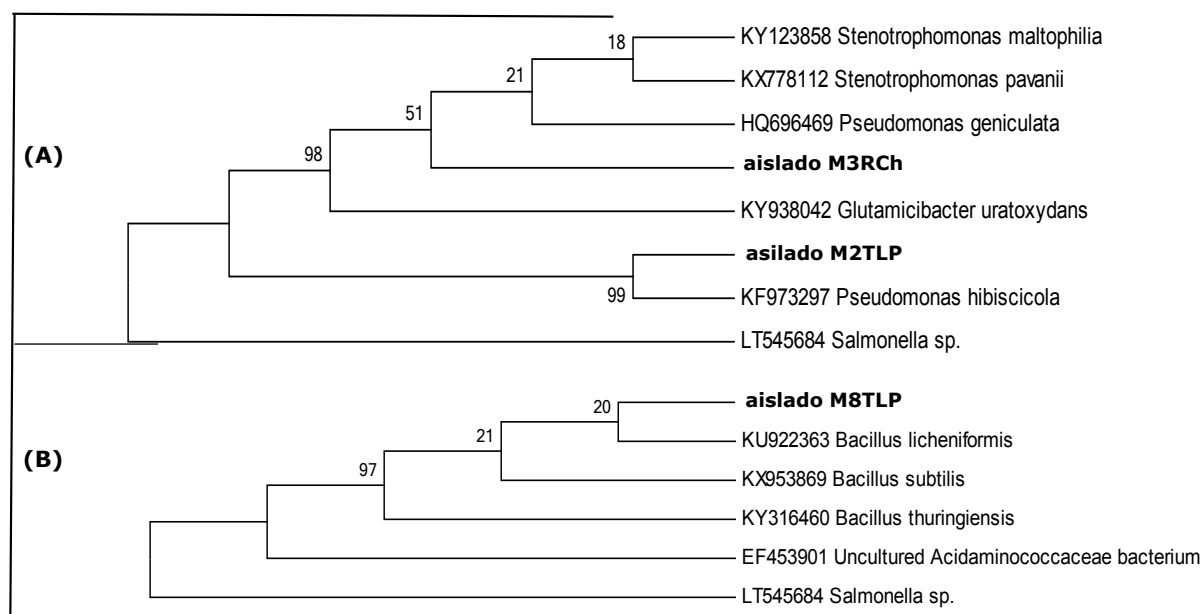 KY123858 Stenotrophomonas maltophilia
18
KX778112 Stenotrophomonas pavanii
21
HQ696469 Pseudomonas geniculata
51
(A)
98
aislado M3RCh
KY938042 Glutamicibacter uratoxydans
asilado M2TLP
99
KF973297 Pseudomonas hibiscicola
LT545684 Salmonella sp.
aislado M8TLP
20
KU922363 Bacillus licheniformis
21
(B)
97
KX953869 Bacillus subtilis
KY316460 Bacillus thuringiensis
EF453901 Uncultured Acidaminococcaceae bacterium
LT545684 Salmonella sp.